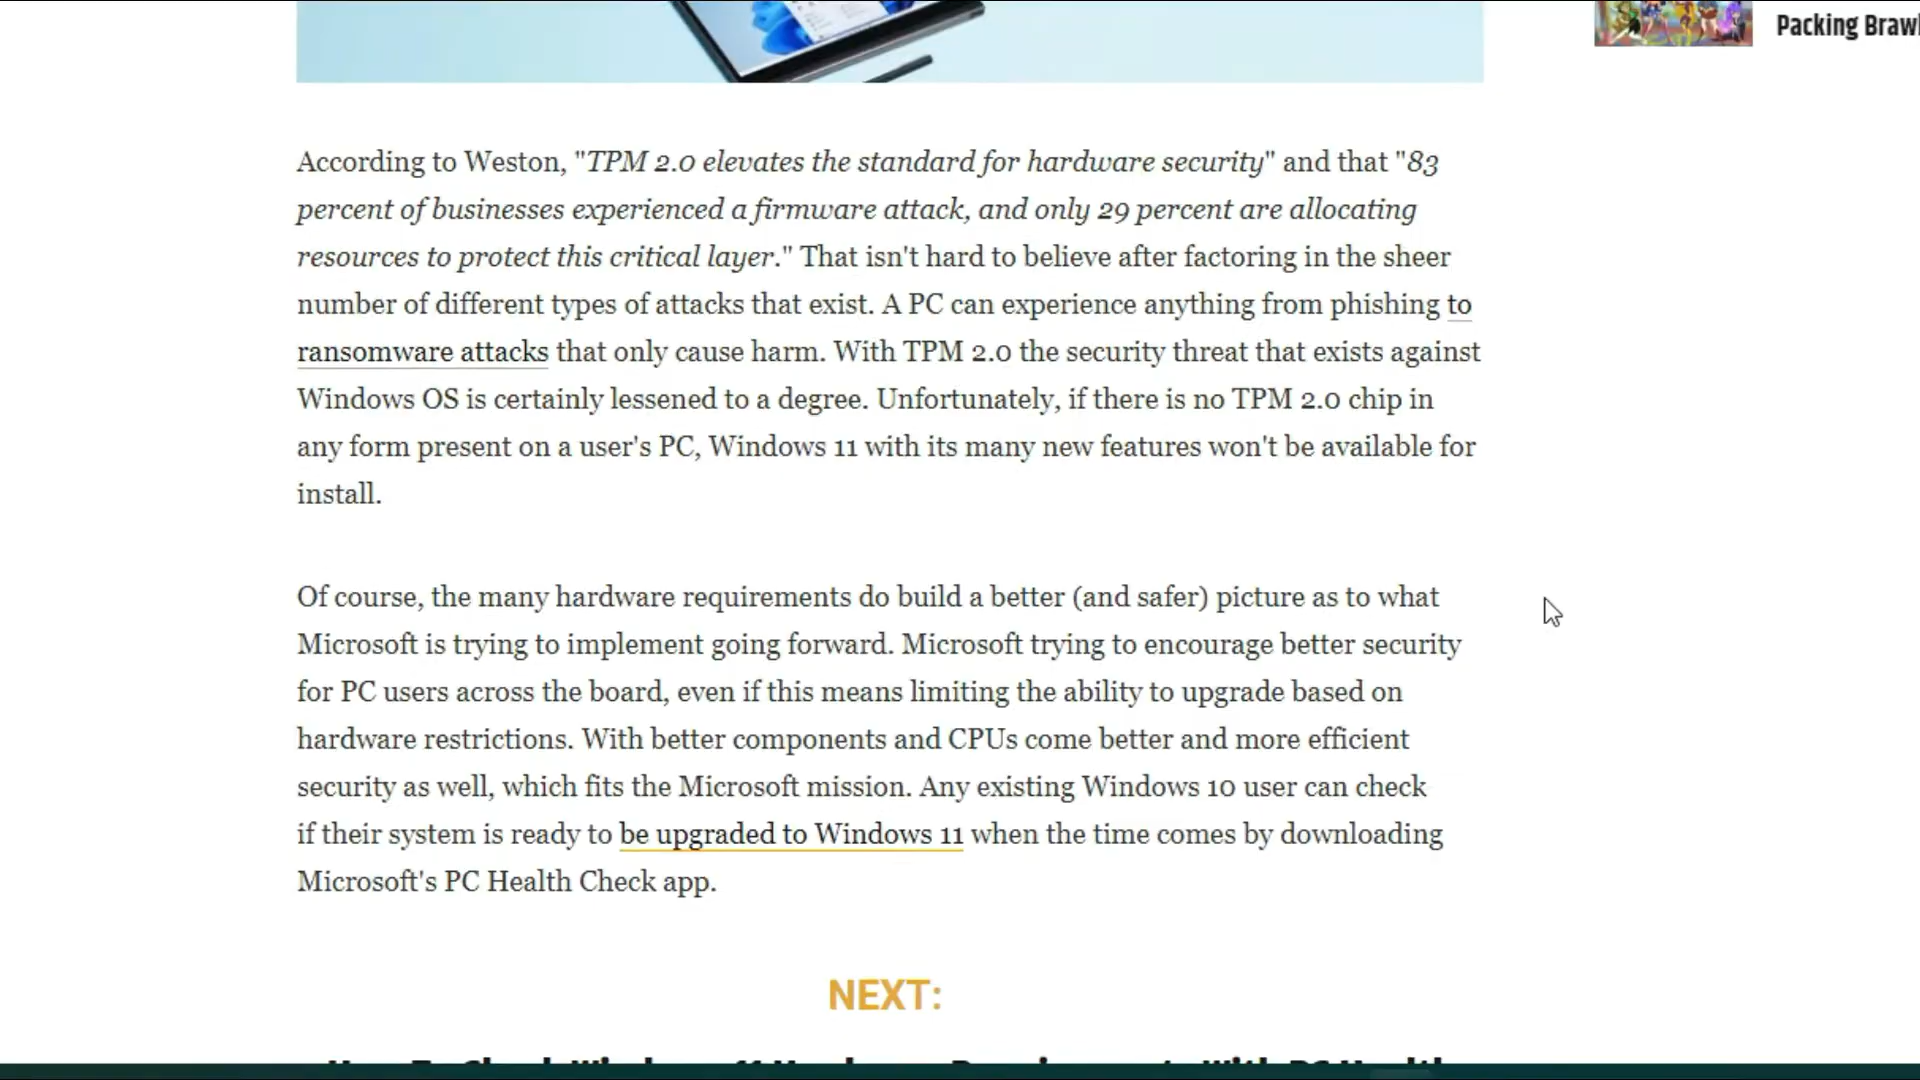 Packing Brawl
According to Weston, "TPM 2.0 elevates the standard for hardware security" and that "83
percent of businesses experienced a firmware attack, and only 29 percent are allocating
resources to protect this critical layer." That isn't hard to believe after factoring in the sheer
number of different types of attacks that exist. A PC can experience anything from phishing to
ransomware attacks that only cause harm. With TPM 2.0 the security threat that exists against
Windows OS is certainly lessened to a degree. Unfortunately, if there is no TPM 2.0 chip in
any form present on a user's PC, Windows 11 with its many new features won't be available for
install.
Of course, the many hardware requirements do build a better (and safer) picture as to what
Microsoft is trying to implement going forward. Microsoft trying to encourage better security
for PC users across the board, even if this means limiting the ability to upgrade based on
hardware restrictions. With better components and CPUs come better and more efficient
security as well, which fits the Microsoft mission. Any existing Windows 10 user can check
if their system is ready to be upgraded to Windows 11 when the time comes by downloading
Microsoft's PC Health Check app.
NEXT: